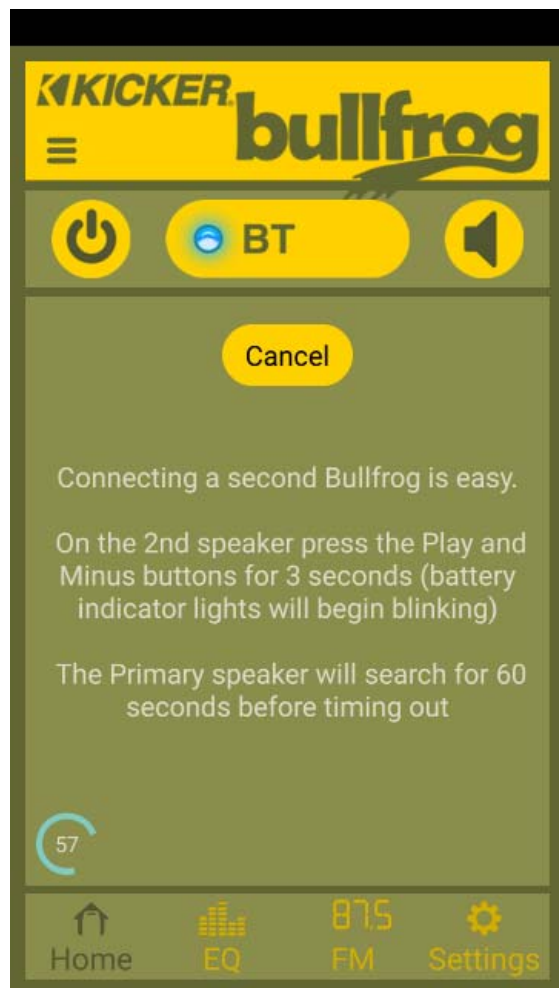 KICKER
bullfrog
BT
Cancel
Connecting a second Bullfrog is easy.
On the 2nd speaker press the Play and
Minus buttons for 3 seconds (battery
indicator lights will begin blinking)
The Primary speaker will search for 60
seconds before timing out
57
87.5
Home EQ FM Settings